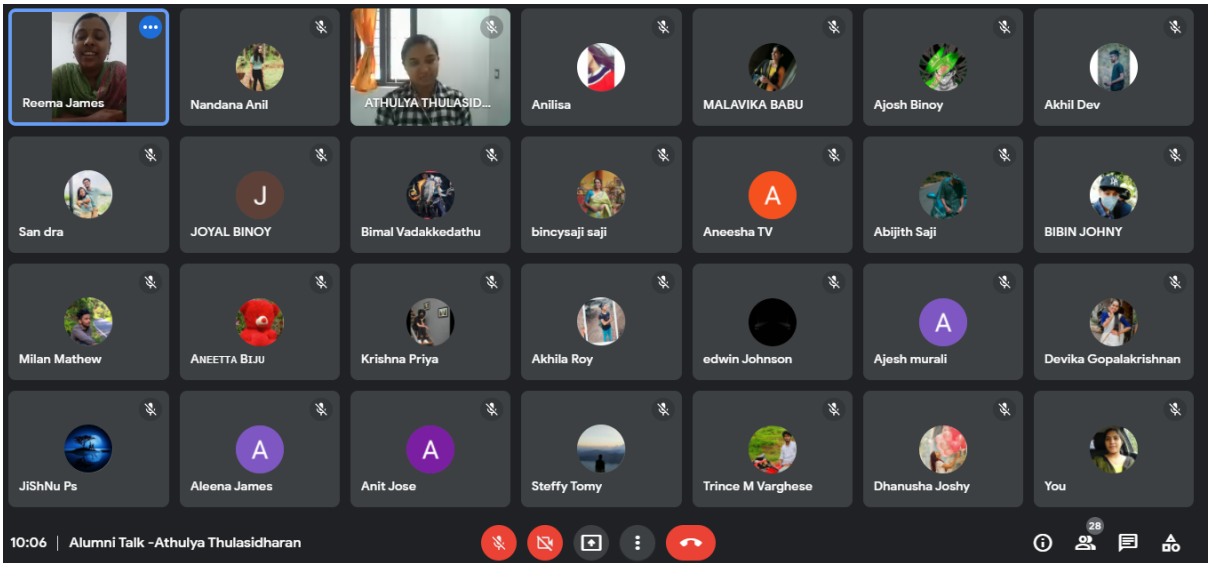 Reema James
Nandana Anil
ATHULYA THULASID...
Anilisa
MALAVIKA BABU
Ajosh Binoy
Akhil Dev
San dra
J
JOYAL BINOY
Bimal Vadakkedathu
bincysaji saji
A
Aneesha TV
Abijith Saji
BIBIN JOHNY
Milan Mathew
Aneetta Biju
Krishna Priya
Akhila Roy
edwin Johnson
A
Ajesh murali
Devika Gopalakrishnan
JiShNu Ps
A
Aleena James
A
Anit Jose
Steffy Tomy
Trince M Varghese
Dhanusha Joshy
You
10:06 | Alumni Talk -Athulya Thulasidharan
28